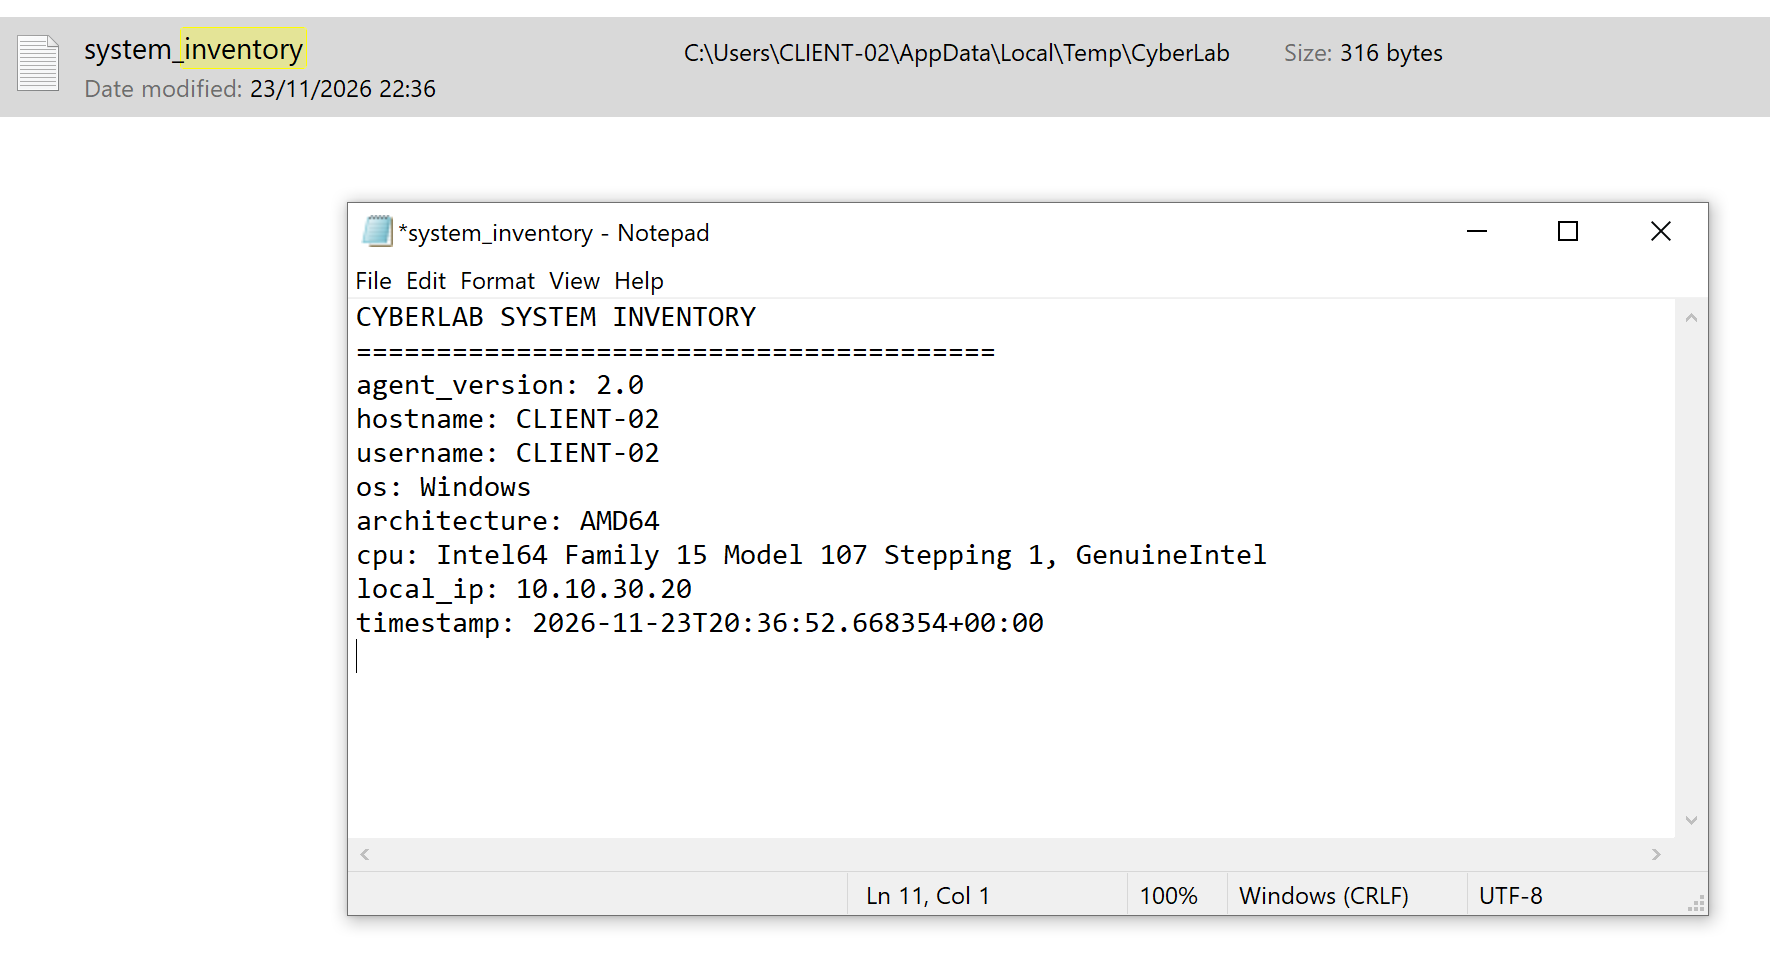 system_inventory
C:\Users\CLIENT-02\AppData\Local\Temp\CyberLab
Size: 316 bytes
Date modified: 23/11/2026 22:36
*system_inventory - Notepad
File Edit Format View Help
CYBERLAB SYSTEM INVENTORY
========================================
agent_version: 2.0
hostname: CLIENT-02
username: CLIENT-02
os: Windows
architecture: AMD64
cpu: Intel64 Family 15 Model 107 Stepping 1, GenuineIntel
local_ip: 10.10.30.20
timestamp: 2026-11-23T20:36:52.668354+00:00
Ln 11, Col 1
100%
Windows (CRLF)
UTF-8